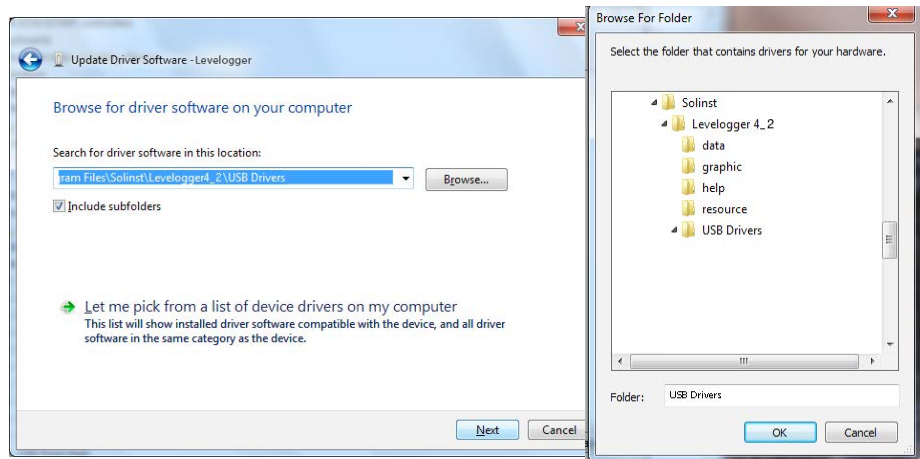 Update Driver Software - Levelogger
Browse for driver software on your computer
Search for driver software in this location:
ram Files\Solinst\Levelogger4_2\USB Drivers
Browse...
Include subfolders
Let me pick from a list of device drivers on my computer
This list will show installed driver software compatible with the device, and all driver
software in the same category as the device.
Next
Cancel
Browse For Folder
Select the folder that contains drivers for your hardware.
Solinst
Levelogger 4_2
data
graphic
help
resource
USB Drivers
Folder:
USB Drivers
OK
Cancel